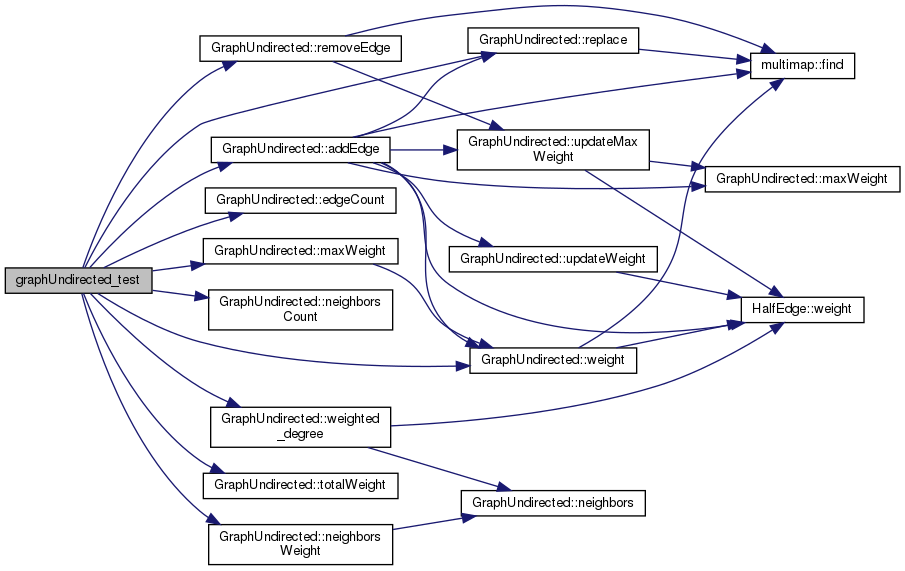 graphUndirected_test
GraphUndirected::removeEdge
GraphUndirected::addEdge
GraphUndirected::edgeCount
GraphUndirected::maxWeight
GraphUndirected::neighbors
Count
GraphUndirected::weighted
_degree
GraphUndirected::totalWeight
GraphUndirected::neighbors
Weight
GraphUndirected::replace
GraphUndirected::updateMax
Weight
GraphUndirected::updateWeight
GraphUndirected::weight
GraphUndirected::neighbors
multimap::find
GraphUndirected::maxWeight
HalfEdge::weight